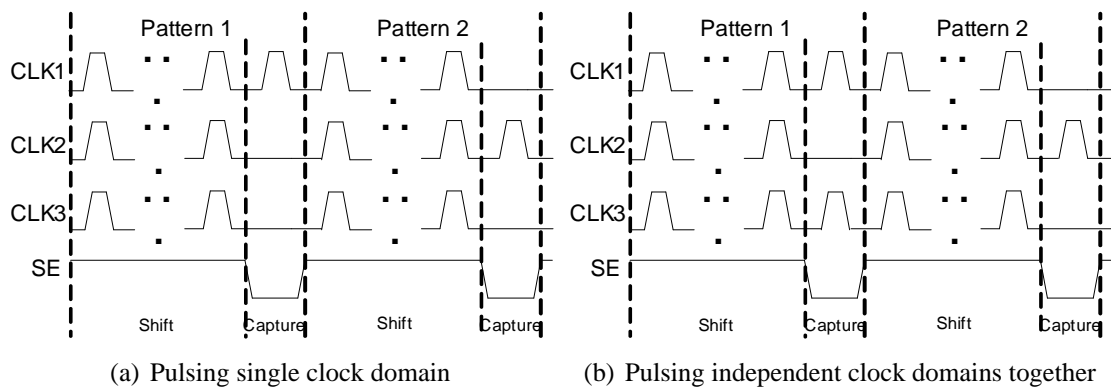 Pattern 1 Pattern 2
CLK1
CLK2
CLK3
SE
Shift Capture Shift Capture
(a) Pulsing single clock domain
Pattern 1 Pattern 2
CLK1
CLK2
CLK3
SE
Shift Capture Shift Capture
(b) Pulsing independent clock domains together